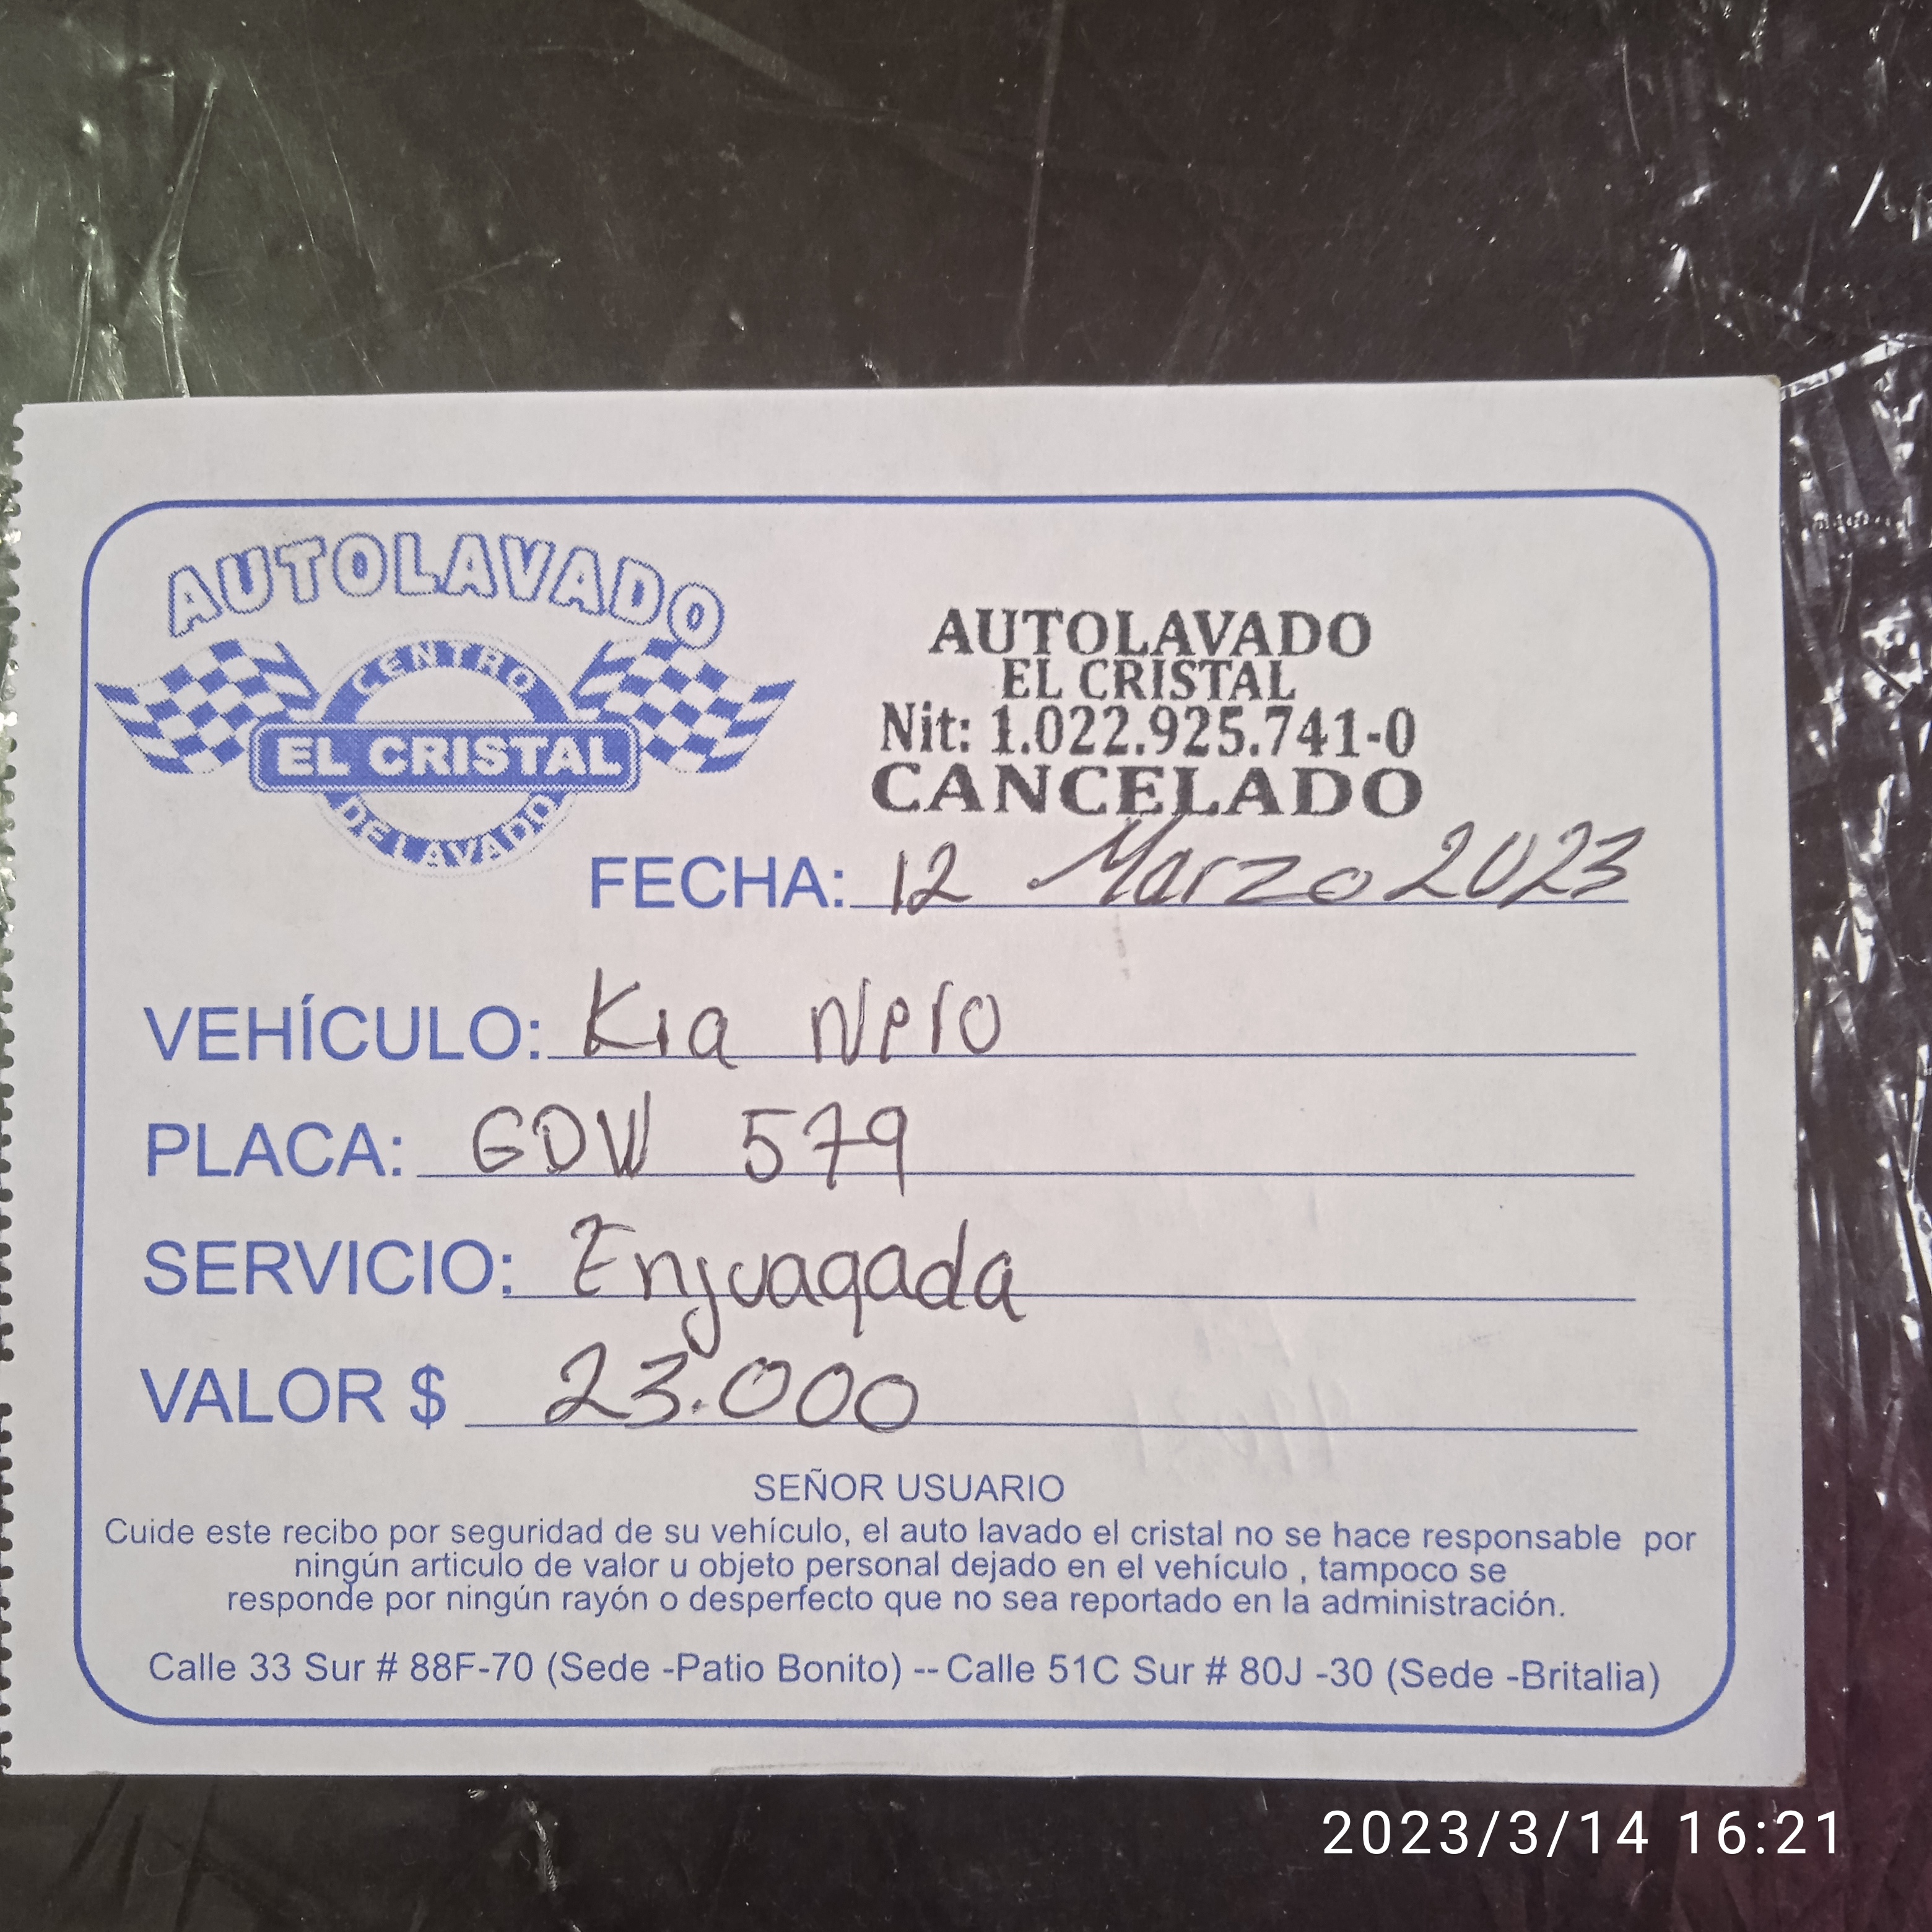 AUTOLAVADO
CENTRO
EL CRISTAL
DE LAVADO
AUTOLAVADO
EL CRISTAL
Nit: 1.022.925.741-0
CANCELADO
FECHA: 12 Marzo 2023
VEHÍCULO: Kia Nero
PLACA: GDW 579
SERVICIO: Enjuagada
VALOR $ 23.000
SEÑOR USUARIO
Cuide este recibo por seguridad de su vehículo, el auto lavado el cristal no se hace responsable por
ningún articulo de valor u objeto personal dejado en el vehículo , tampoco se
responde por ningún rayón o desperfecto que no sea reportado en la administración.
Calle 33 Sur # 88F-70 (Sede -Patio Bonito) -- Calle 51C Sur # 80J -30 (Sede -Britalia)
2023/3/14 16:21